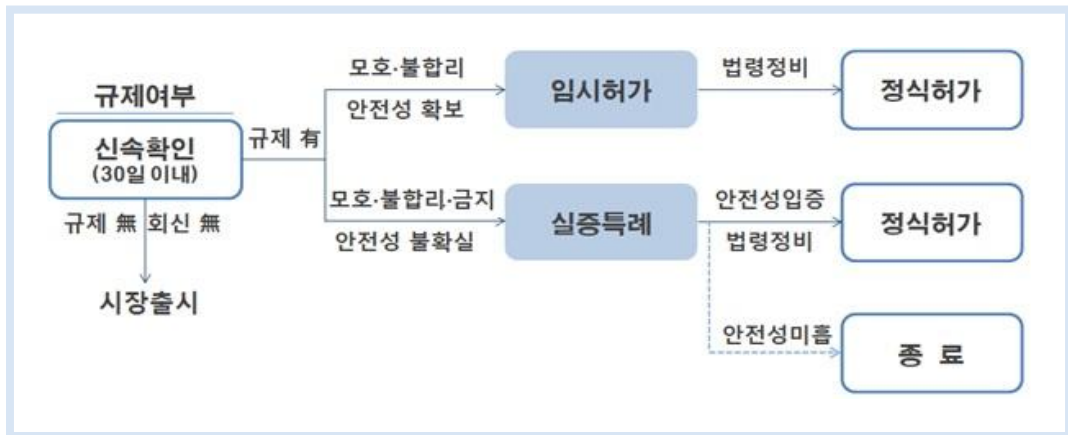 규제여부
신속확인
(30일 이내)
규제 無 회신 無
시장출시
규제 有
모호·불합리
안전성 확보
임시허가
법령정비
정식허가
모호·불합리·금지
안전성 불확실
실증특례
안전성입증
법령정비
정식허가
안전성미흡
종 료